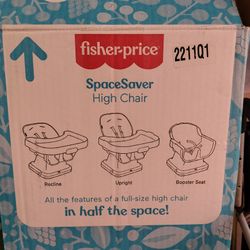 fisher-price
221101
SpaceSaver
High Chair
Recline
Upright
Booster Seat
All the features of a full-size high chair
in half the space!